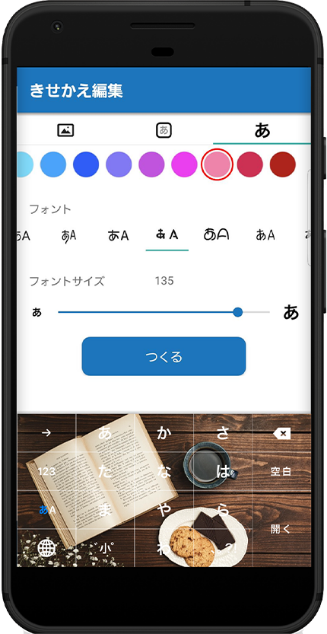 きせかえ編集
あ
あ
あA
あA
あA
あA
あA
あA
フォント
フォントサイズ 135
あ あ
つくる
→ あ か さ
123 た な は 空白
あA ま や ら
小゛ わ 開く